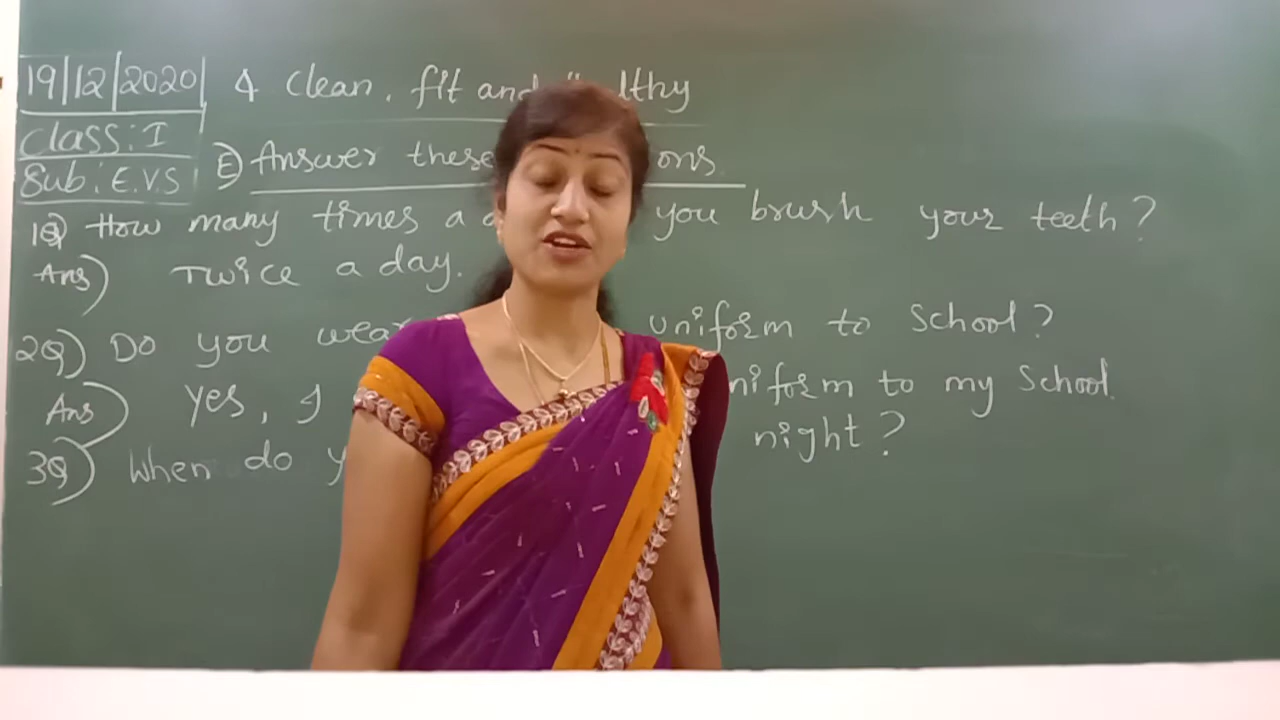 19/12/2020 4 clean, fit and lthy
Class: I
Sub: E.V.S E) Answer these ons.
1Q) How many times a you brush your teeth?
Ans) Twice a day.
2Q) Do you wear uniform to School?
Ans) Yes, I niform to my School.
3Q) When do y night?